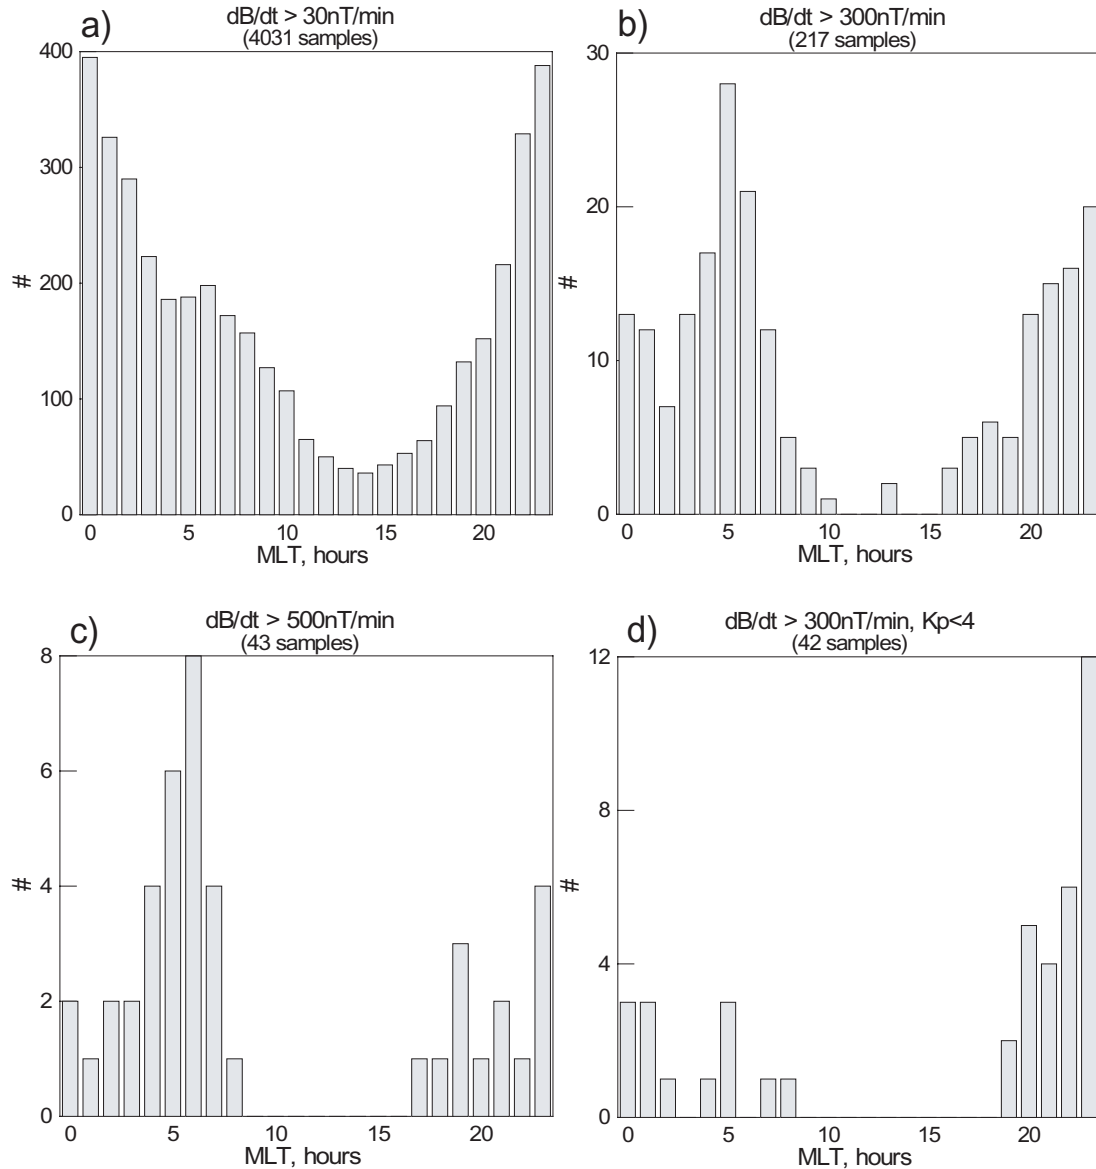 a)
dB/dt > 30nT/min
(4031 samples)
400
300
200
100
0
#
0 5 10 15 20
MLT, hours
b)
dB/dt > 300nT/min
(217 samples)
30
20
10
0
#
0 5 10 15 20
MLT, hours
c)
dB/dt > 500nT/min
(43 samples)
8
6
4
2
0
#
0 5 10 15 20
MLT, hours
d)
dB/dt > 300nT/min, Kp<4
(42 samples)
12
8
4
0
#
0 5 10 15 20
MLT, hours